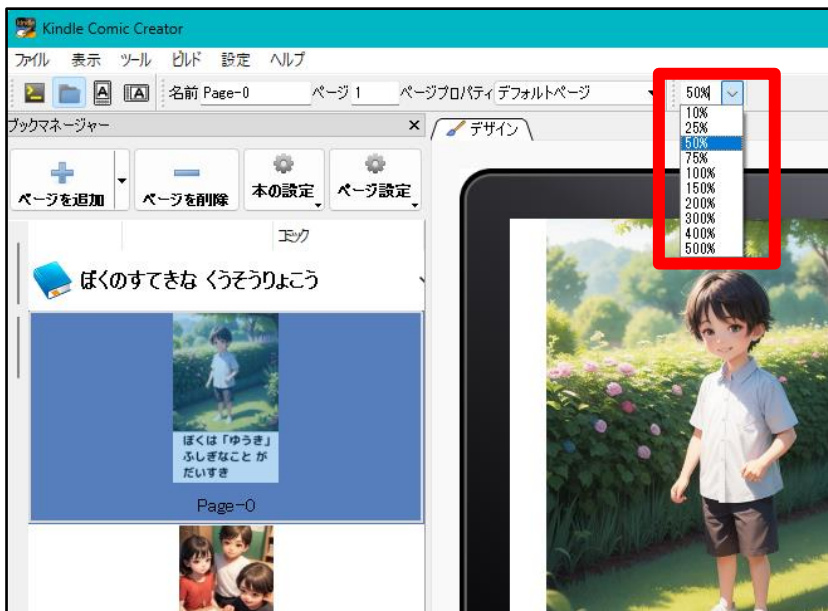 Kindle Comic Creator
ファイル 表示 ツール ビルド 設定 ヘルプ
名前 Page-0 ページ 1 ページプロパティ デフォルトページ 50%
ブックマネージャー
デザイン
10%
25%
50%
75%
100%
150%
200%
300%
400%
500%
ページを追加 ページを削除 本の設定 ページ設定
コミック
ぼくのすてきな くうそうりょこう
ぼくは「ゆうき」
ふしぎなこと が
だいすき
Page-0